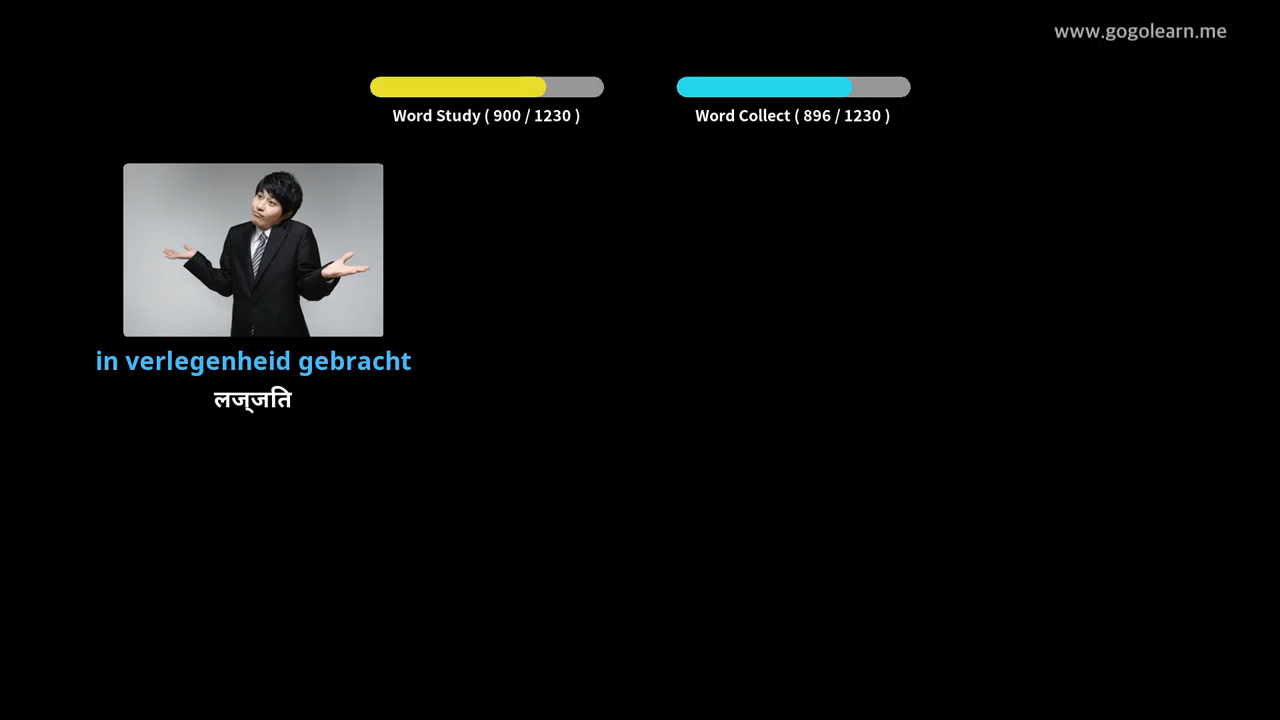 www.gogolearn.me
Word Study ( 900 / 1230 )
Word Collect ( 896 / 1230 )
in verlegenheid gebracht
लज्जति